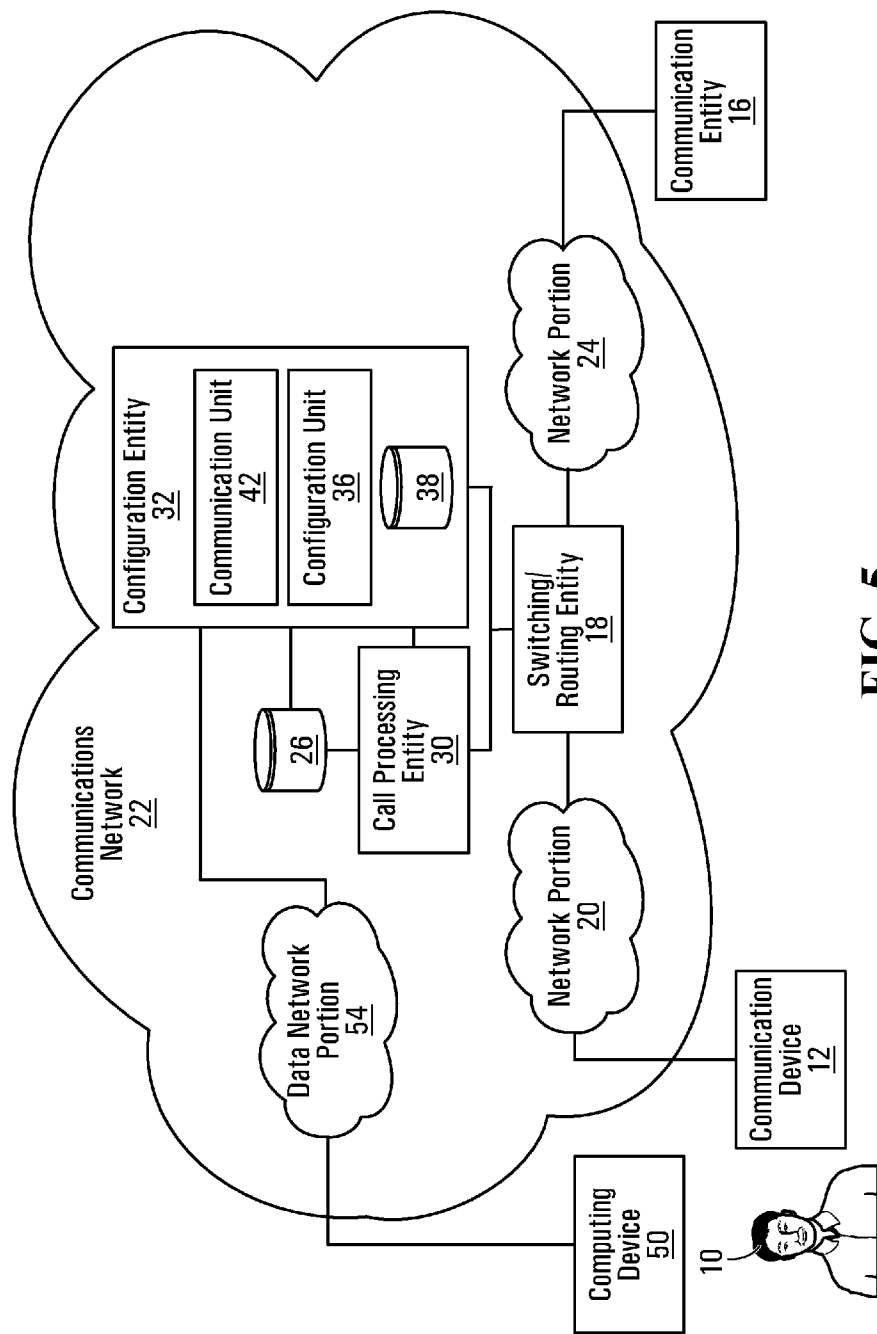 Communications
Network
22
Configuration Entity
32
Communication Unit
42
Configuration Unit
36
38
26
Call Processing
Entity
30
Data Network
Portion
54
Network Portion
20
Switching/
Routing Entity
18
Network Portion
24
Computing
Device
50
10
Communication
Device
12
Communication
Entity
16
FIG. 5